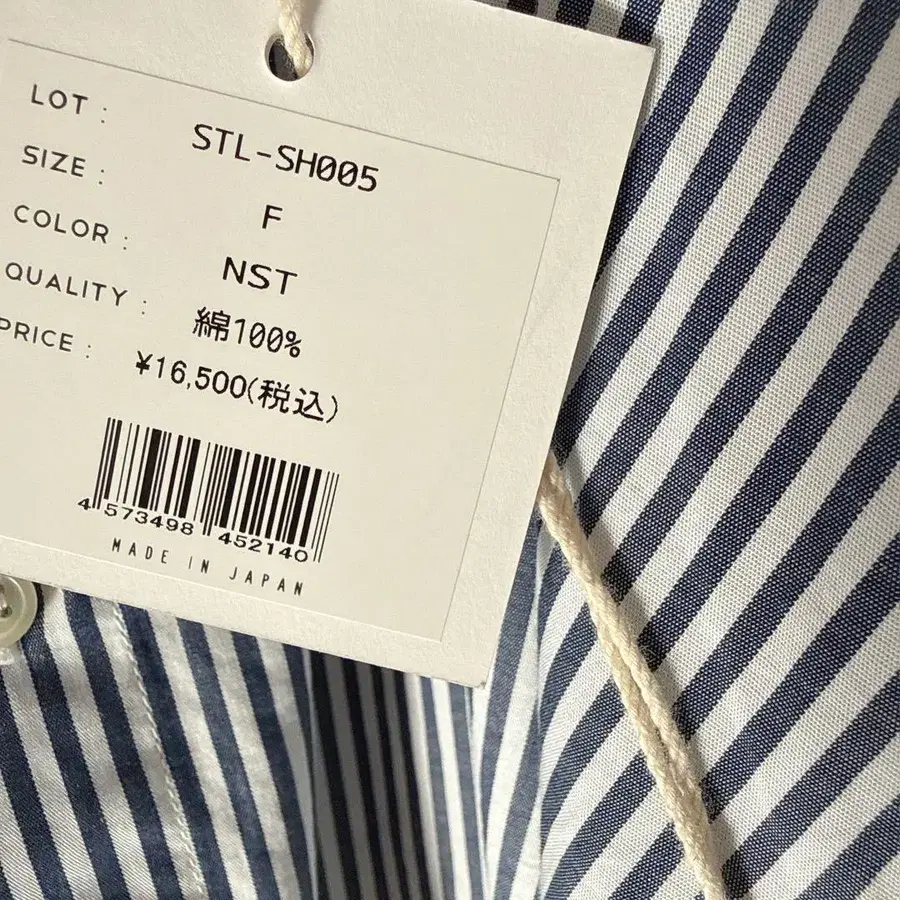 LOT : STL-SH005
SIZE : F
COLOR : NST
QUALITY : 綿100%
PRICE : ¥16,500(税込)
4 573498 452140
MADE IN JAPAN